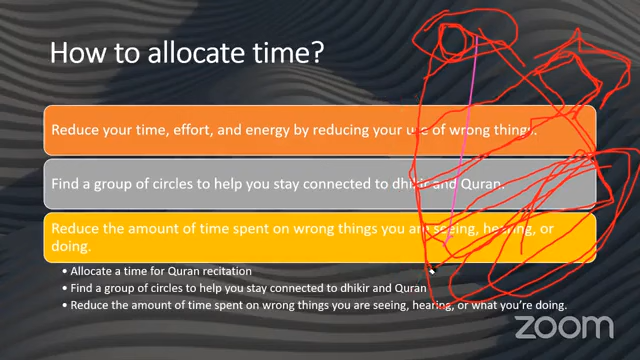 How to allocate time?
Reduce your time, effort, and energy by reducing your use of wrong things.
Find a group of circles to help you stay connected to dhikir and Quran.
Reduce the amount of time spent on wrong things you are seeing, hearing, or
doing.
• Allocate a time for Quran recitation
• Find a group of circles to help you stay connected to dhikir and Quran
• Reduce the amount of time spent on wrong things you are seeing, hearing, or what you're doing.
zoom